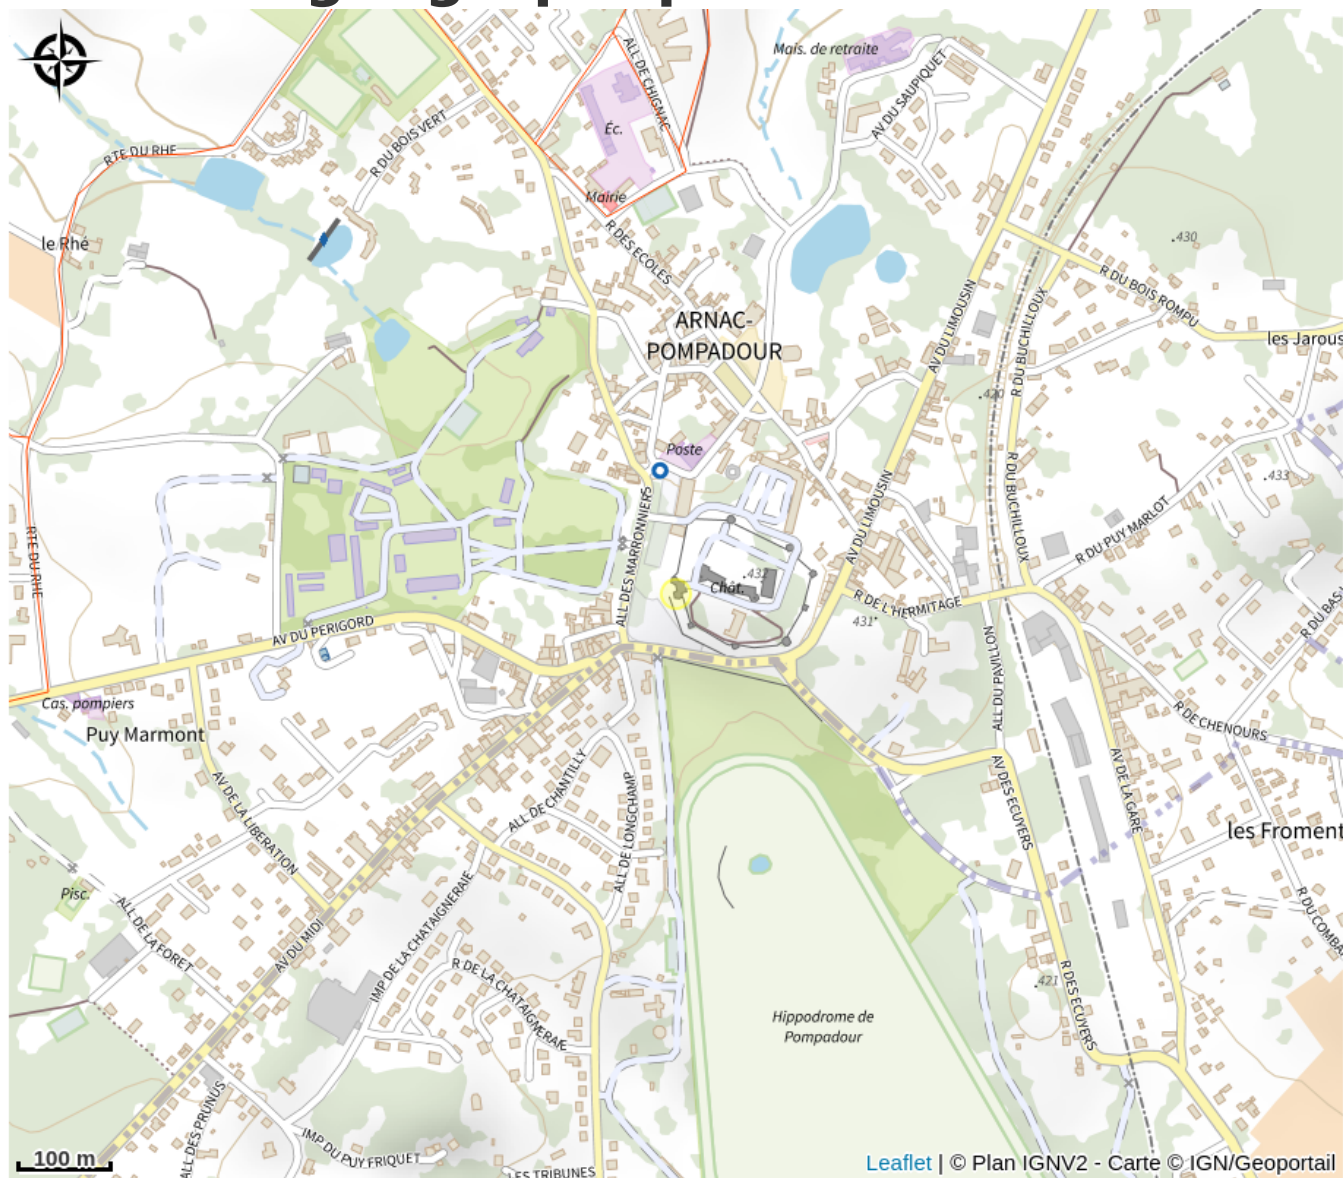 Mais. de retraite
ALL DE CHIGNAC
AV DU SAUPIQUET
Éc.
R DU BOIS VERT
RTE DU RHE
Mairie
le Rhé
R DES ECOLES
.430
R DU BOIS ROMPU
ARNAC-
POMPADOUR
AV DU LIMOUSIN
R DU BUCHILLOUX
les Jarous
.420
Poste
.433
R DU BUCHILLOUX
ALL DES MARRONNIERS
AV DU LIMOUSIN
R DU PUY MARLOT
RTE DU RHE
.432
Chât.
R DE L'HERMITAGE
431.
R DU BAS
AV DU PERIGORD
ALL DU PAVILLON
Cas. pompiers
Puy Marmont
R DE CHENOURS
AV DE LA LIBERATION
ALL DE CHANTILLY
ALL DE LONGCHAMP
AV DES ECUYERS
AV DE LA GARE
les Froment
Pisc.
ALL DE LA FORET
AV DU MIDI
IMP DE LA CHATAIGNERAIE
R DE LA CHATAIGNERAIE
R DU COMBA
.421
R DES ECUYERS
Hippodrome de
Pompadour
ALL DES PRUNUS
IMP DU PUY FRIQUET
LES TRIBUNES
100 m
Leaflet | © Plan IGNV2 - Carte © IGN/Geoportail